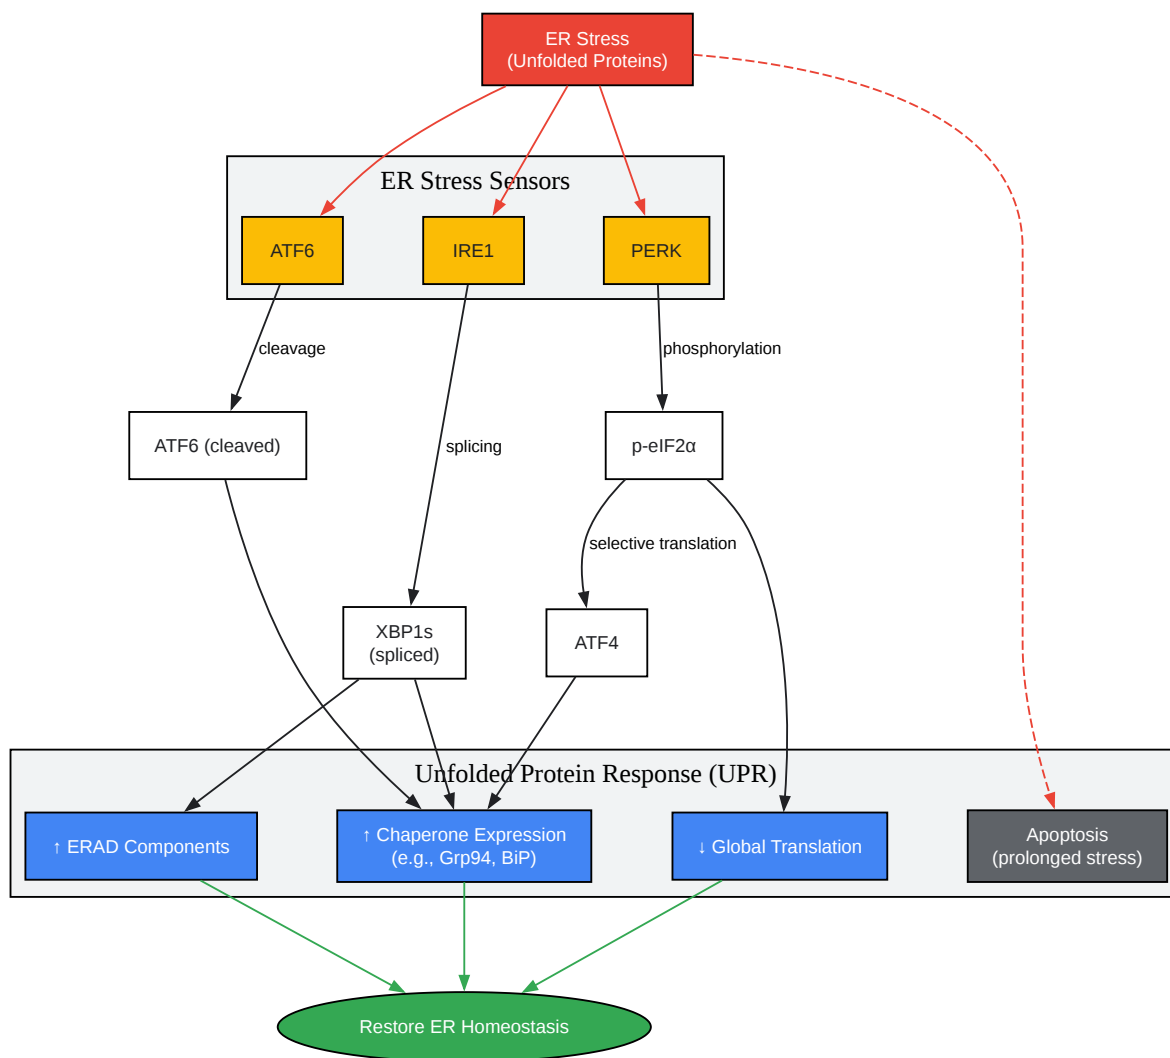 ER Stress
(Unfolded Proteins)
ER Stress Sensors
ATF6
IRE1
PERK
cleavage
phosphorylation
ATF6 (cleaved)
splicing
p-eIF2α
selective translation
XBP1s
(spliced)
ATF4
Unfolded Protein Response (UPR)
↑ ERAD Components
↑ Chaperone Expression
(e.g., Grp94, BiP)
↓ Global Translation
Apoptosis
(prolonged stress)
Restore ER Homeostasis